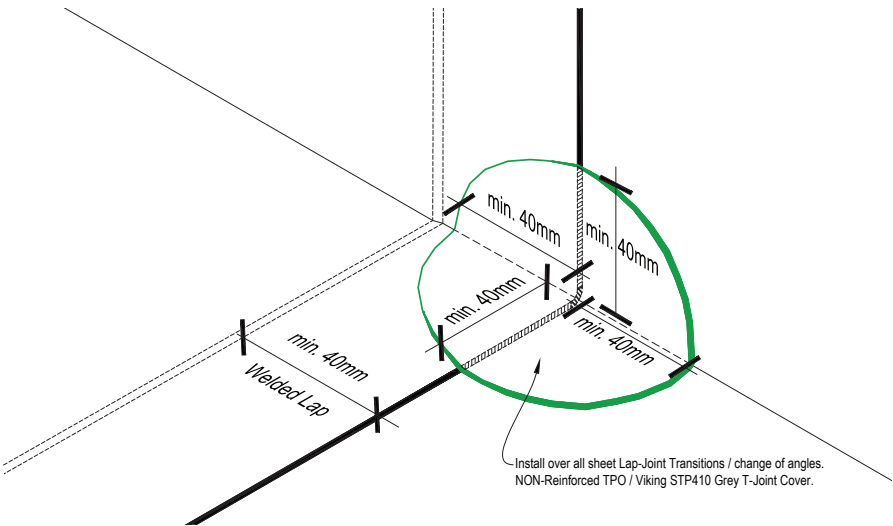 min. 40mm
min. 40mm
min. 40mm
min. 40mm
min. 40mm
Welded Lap
Install over all sheet Lap-Joint Transitions / change of angles.
NON-Reinforced TPO / Viking STP410 Grey T-Joint Cover.